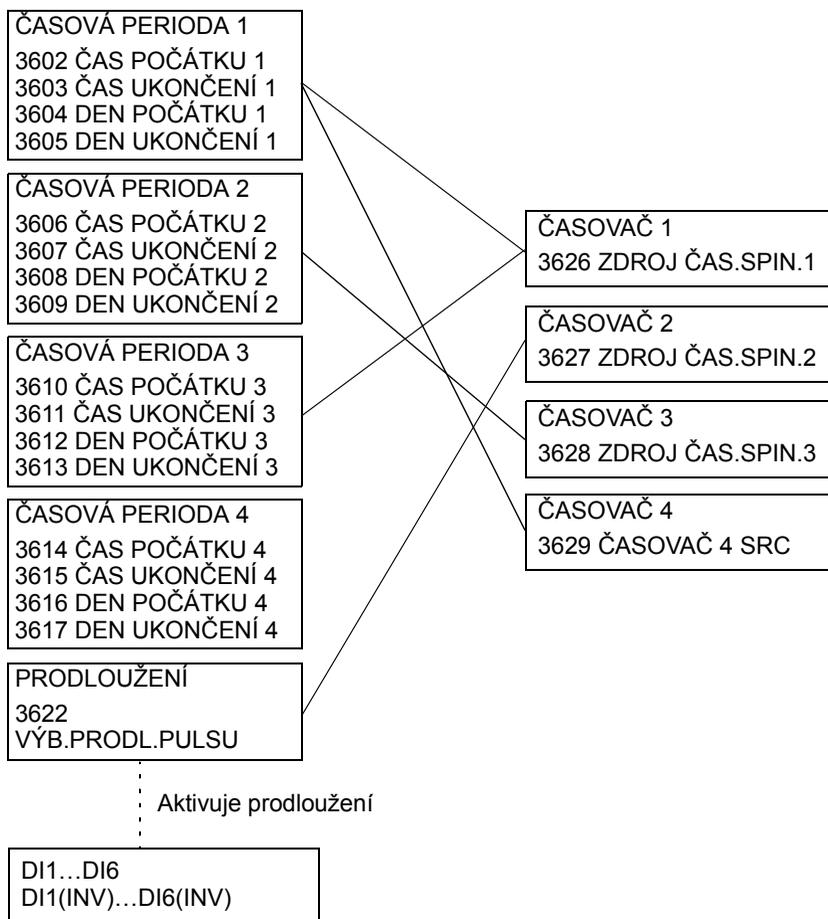 ČASOVÁ PERIODA 1
3602 ČAS POČÁTKU 1
3603 ČAS UKONČENÍ 1
3604 DEN POČÁTKU 1
3605 DEN UKONČENÍ 1
ČASOVÁ PERIODA 2
3606 ČAS POČÁTKU 2
3607 ČAS UKONČENÍ 2
3608 DEN POČÁTKU 2
3609 DEN UKONČENÍ 2
ČASOVÁ PERIODA 3
3610 ČAS POČÁTKU 3
3611 ČAS UKONČENÍ 3
3612 DEN POČÁTKU 3
3613 DEN UKONČENÍ 3
ČASOVÁ PERIODA 4
3614 ČAS POČÁTKU 4
3615 ČAS UKONČENÍ 4
3616 DEN POČÁTKU 4
3617 DEN UKONČENÍ 4
PRODLOUŽENÍ
3622
VÝB.PRODL.PULSU
Aktivuje prodloužení
DI1…DI6
DI1(INV)…DI6(INV)
ČASOVAČ 1
3626 ZDROJ ČAS.SPIN.1
ČASOVAČ 2
3627 ZDROJ ČAS.SPIN.2
ČASOVAČ 3
3628 ZDROJ ČAS.SPIN.3
ČASOVAČ 4
3629 ČASOVAČ 4 SRC